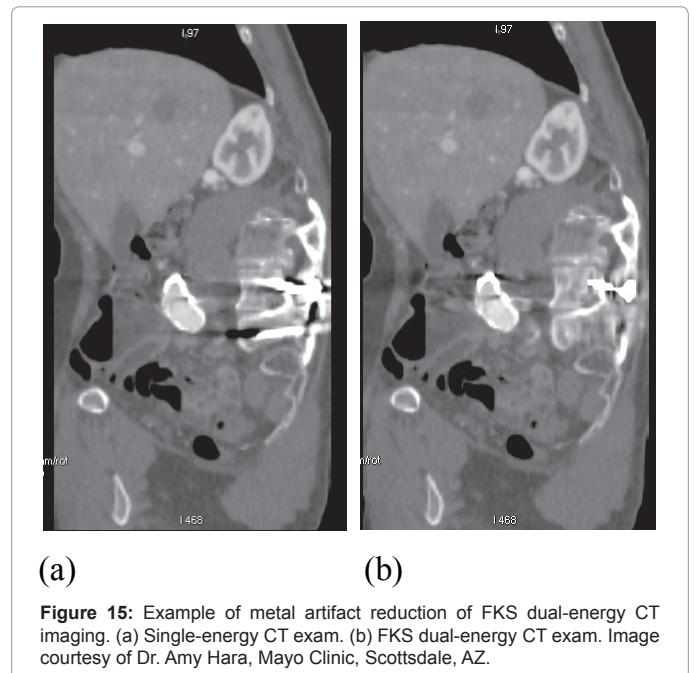 I 97
I 97
m/rot
/rot
I 468
I 468
(a)
(b)
Figure 15: Example of metal artifact reduction of FKS dual-energy CT
imaging. (a) Single-energy CT exam. (b) FKS dual-energy CT exam. Image
courtesy of Dr. Amy Hara, Mayo Clinic, Scottsdale, AZ.